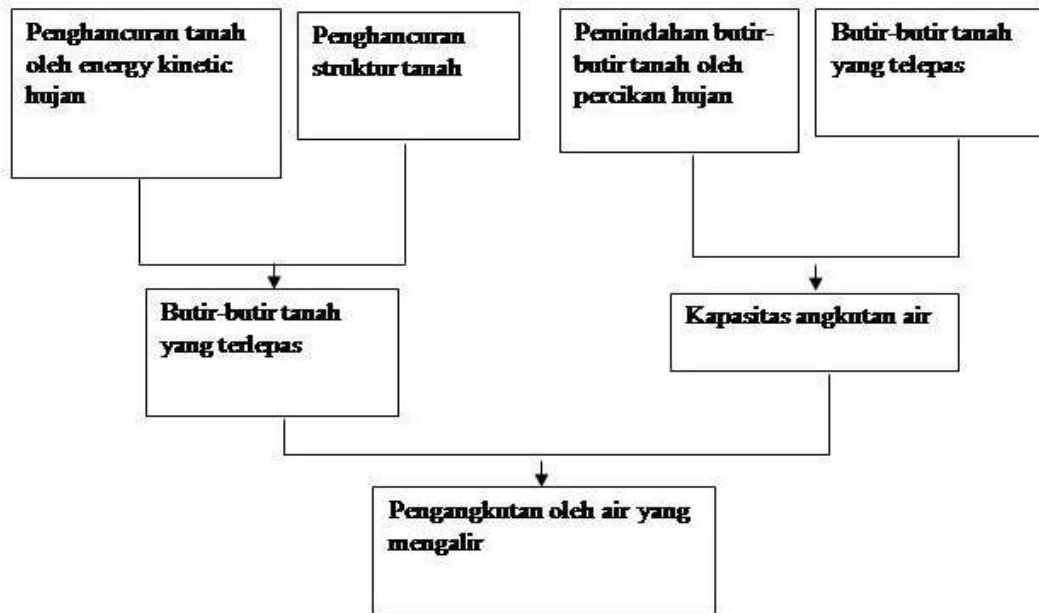 Penghancuran tanah
oleh energy kinetic
hujan
Penghancuran
struktur tanah
Pemindahan butir-
butir tanah oleh
percikan hujan
Butir-butir tanah
yang telepas
Butir-butir tanah
yang terlepas
Kapasitas angkutan air
Pengangkutan oleh air yang
mengalir